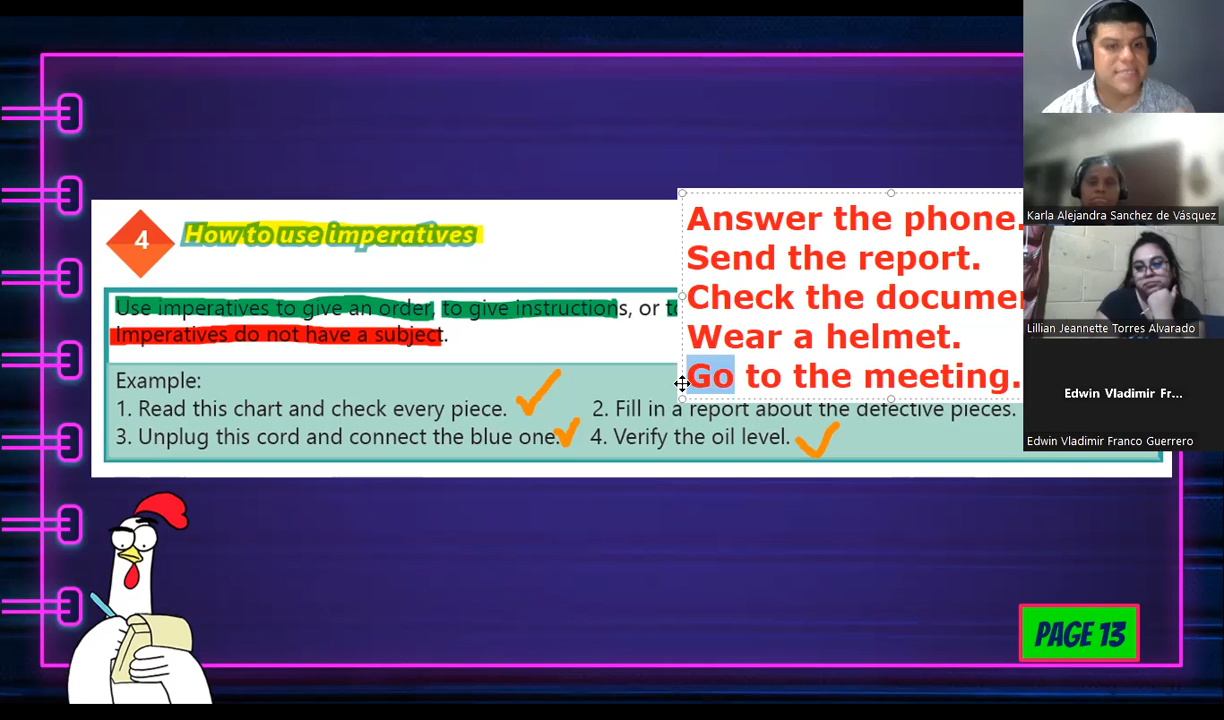 4
How to use imperatives
Use imperatives to give an order, to give instructions, or to
Imperatives do not have a subject.
Example:
1. Read this chart and check every piece.
2. Fill in a report about the defective pieces.
3. Unplug this cord and connect the blue one.
4. Verify the oil level.
Answer the phone.
Send the report.
Check the documen
Wear a helmet.
Go to the meeting.
Karla Alejandra Sanchez de Vásquez
Lillian Jeannette Torres Alvarado
Edwin Vladimir Fr...
Edwin Vladimir Franco Guerrero
PAGE 13